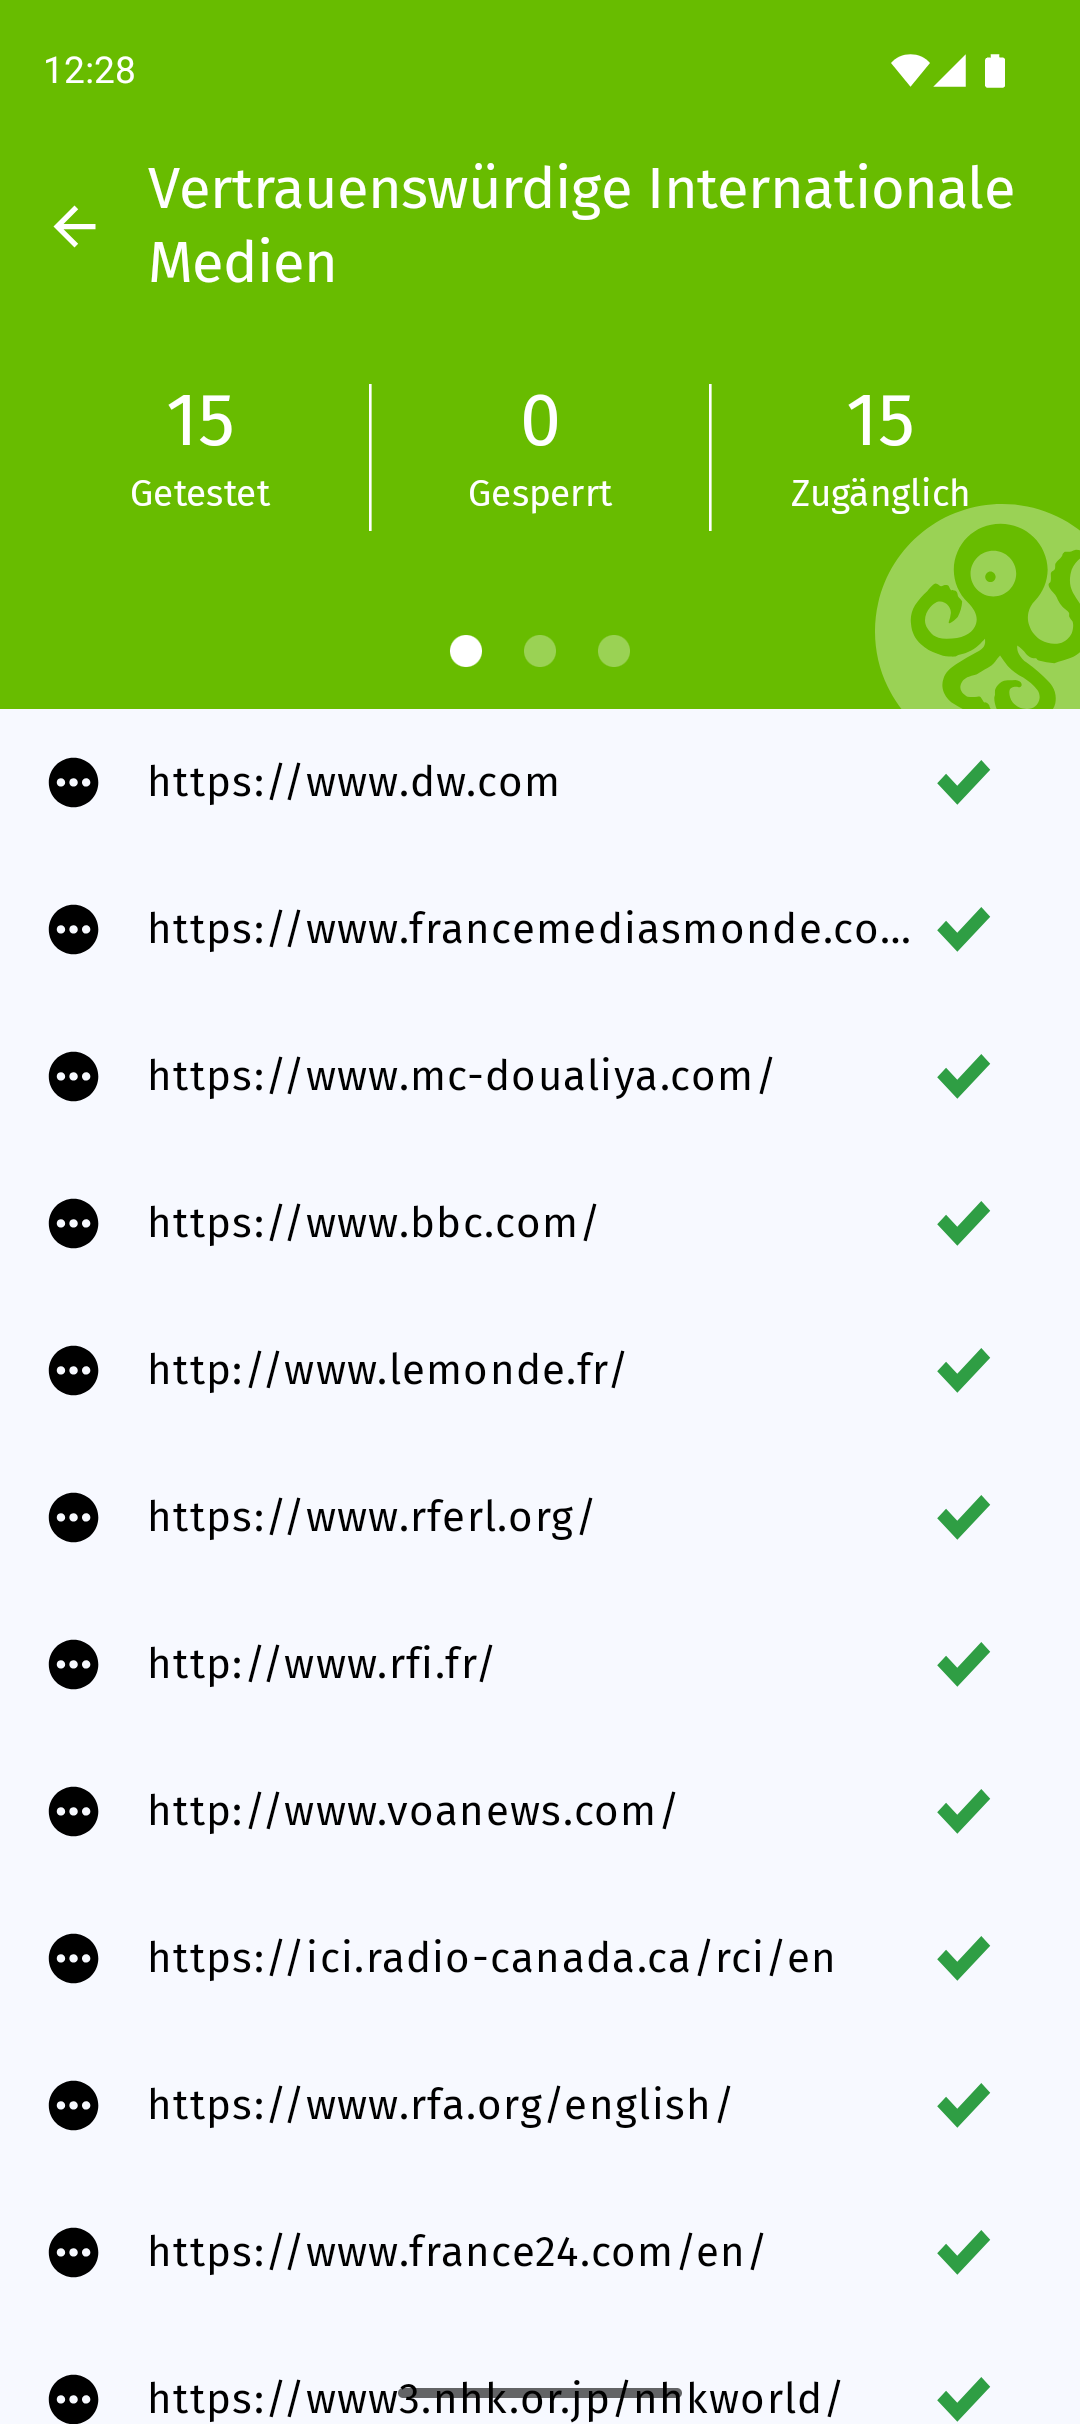 12:28
Vertrauenswürdige Internationale
Medien
15
Getestet
0
Gesperrt
15
Zugänglich
https://www.dw.com
https://www.francemediasmonde.co...
https://www.mc-doualiya.com/
https://www.bbc.com/
http://www.lemonde.fr/
https://www.rferl.org/
http://www.rfi.fr/
http://www.voanews.com/
https://ici.radio-canada.ca/rci/en
https://www.rfa.org/english/
https://www.france24.com/en/
https://www3.nhk.or.jp/nhkworld/